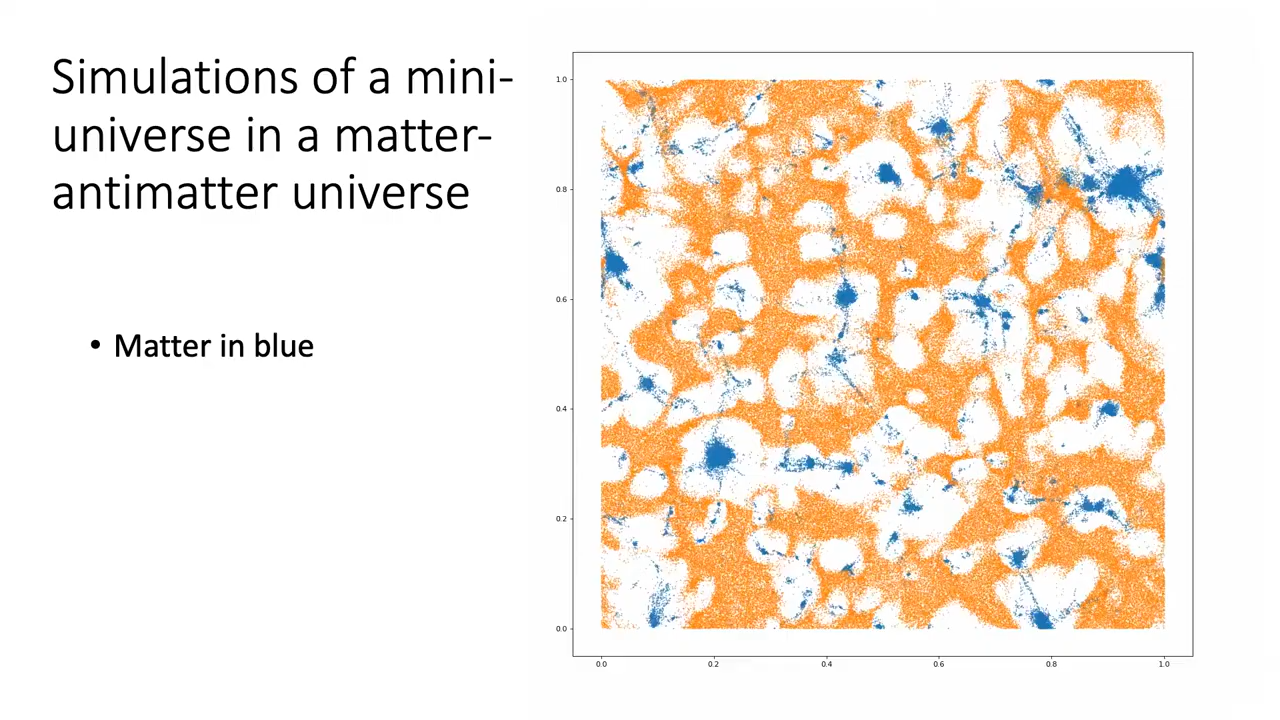 Simulations of a mini-
universe in a matter-
antimatter universe
• Matter in blue
1.0
0.8
0.6
0.4
0.2
0.0
0.0 0.2 0.4 0.6 0.8 1.0